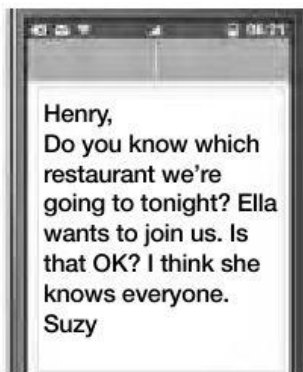 Henry,
Do you know which
restaurant we're
going to tonight? Ella
wants to join us. Is
that OK? I think she
knows everyone.
Suzy